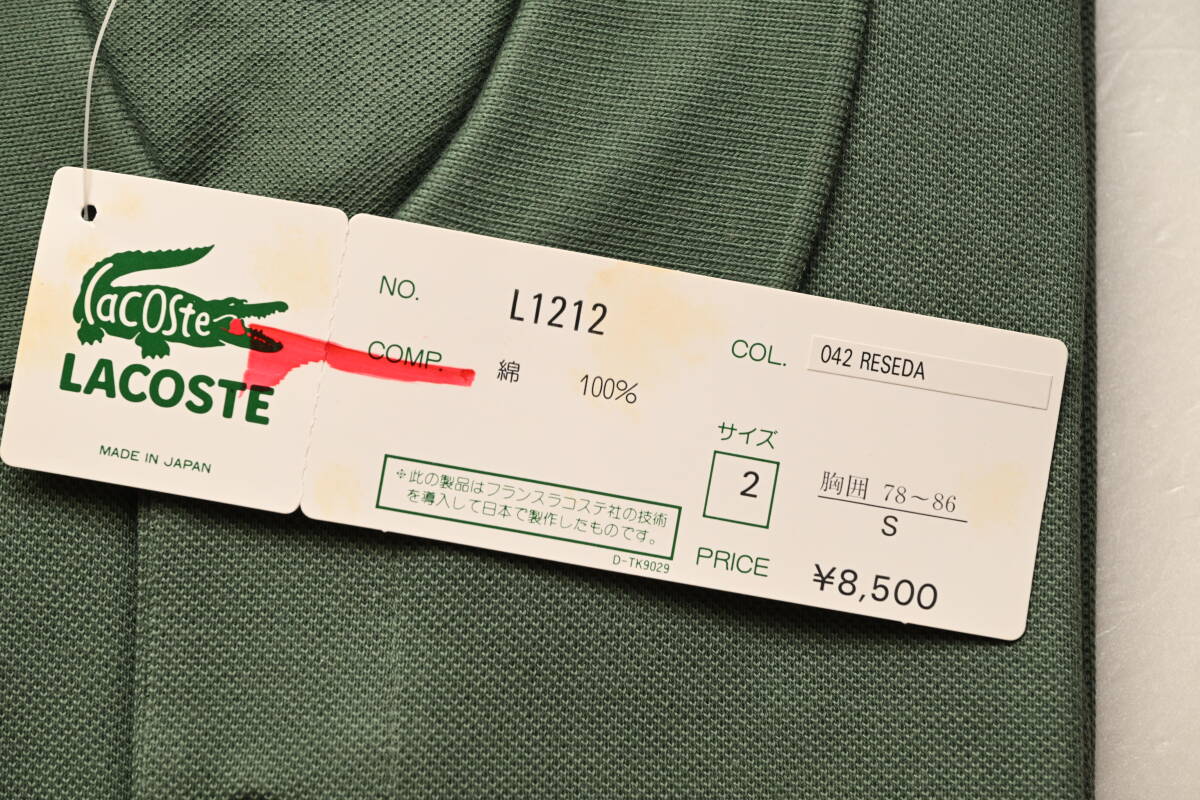 Lacoste
LACOSTE
MADE IN JAPAN
NO. L1212
COMP. 綿 100%
※此の製品はフランスラコステ社の技術
を導入して日本で製作したものです。
D-TK9029
COL. 042 RESEDA
サイズ
2
胸囲 78～86
S
PRICE ¥8,500